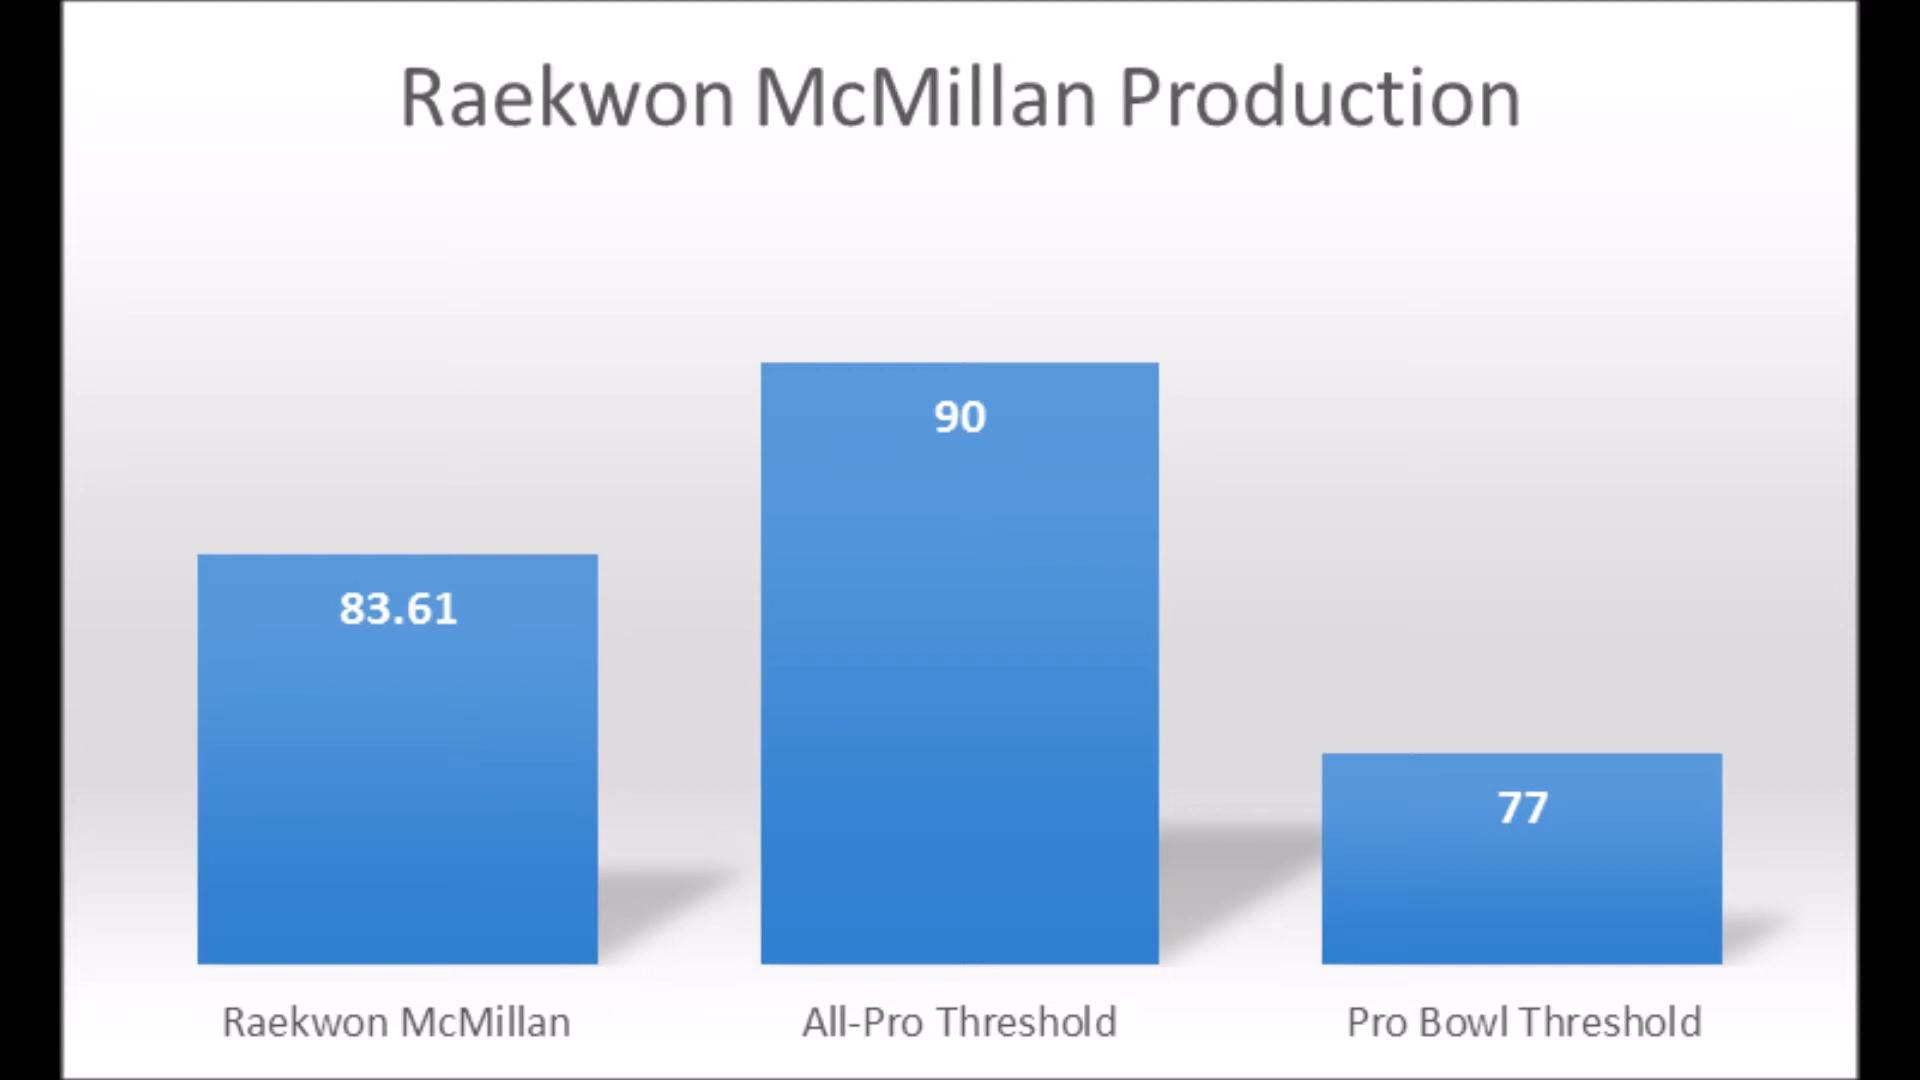 Raekwon McMillan Production
90
83.61
77
Raekwon McMillan
All-Pro Threshold
Pro Bowl Threshold